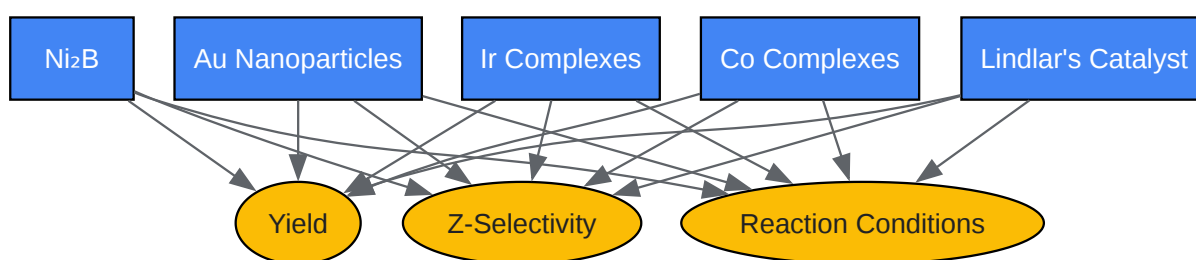 Ni₂B
Au Nanoparticles
Ir Complexes
Co Complexes
Lindlar's Catalyst
Yield
Z-Selectivity
Reaction Conditions